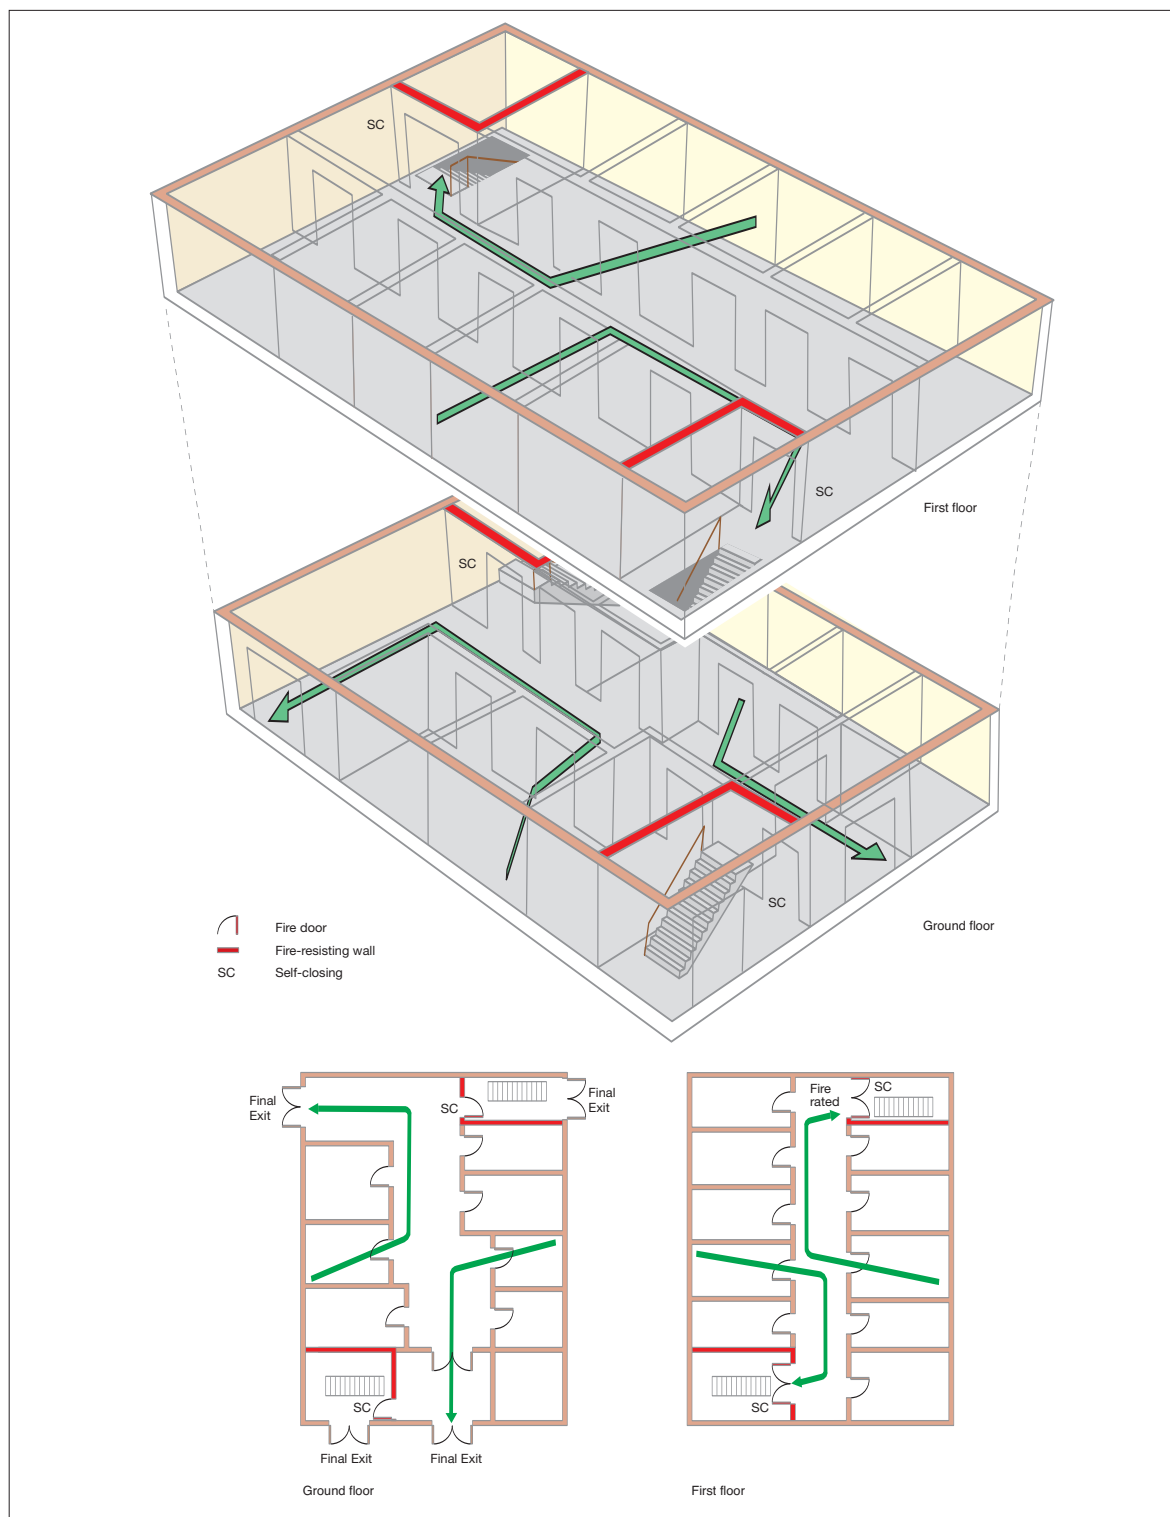 SC
SC
First floor
SC
SC
Ground floor
Fire door
Fire-resisting wall
SC
Self-closing
Final
Exit
SC
Final
Exit
SC
Final Exit
Final Exit
Ground floor
Fire
rated
SC
SC
First floor